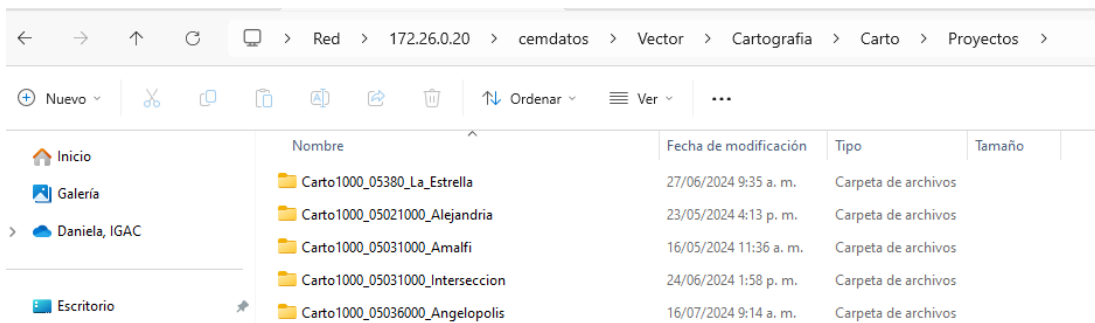 Red > 172.26.0.20 > cemdatos > Vector > Cartografia > Carto > Proyectos >
Nuevo Ordenar Ver ...
Nombre Fecha de modificación Tipo Tamaño
Inicio
Carto1000_05380_La_Estrella 27/06/2024 9:35 a. m. Carpeta de archivos
Galería
Carto1000_05021000_Alejandria 23/05/2024 4:13 p. m. Carpeta de archivos
Daniela, IGAC
Carto1000_05031000_Amalfi 16/05/2024 11:36 a. m. Carpeta de archivos
Carto1000_05031000_Interseccion 24/06/2024 1:58 p. m. Carpeta de archivos
Escritorio
Carto1000_05036000_Angelopolis 16/07/2024 9:14 a. m. Carpeta de archivos